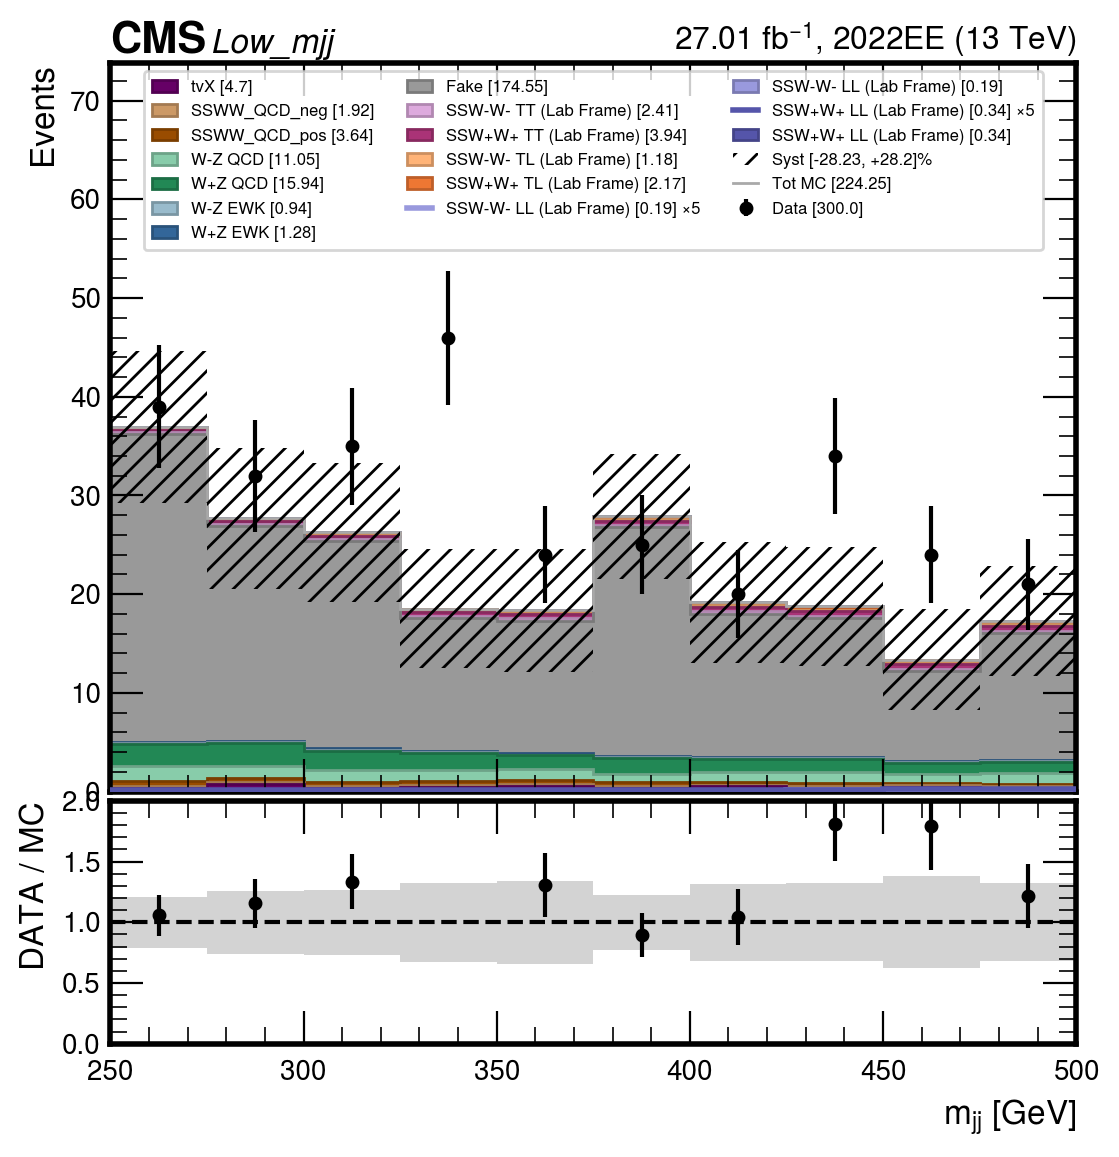 CMS Low_mjj 27.01 fb⁻¹, 2022EE (13 TeV)
Events
tvX [4.7]
SSWW_QCD_neg [1.92]
SSWW_QCD_pos [3.64]
W-Z QCD [11.05]
W+Z QCD [15.94]
W-Z EWK [0.94]
W+Z EWK [1.28]
Fake [174.55]
SSW-W- TT (Lab Frame) [2.41]
SSW+W+ TT (Lab Frame) [3.94]
SSW-W- TL (Lab Frame) [1.18]
SSW+W+ TL (Lab Frame) [2.17]
SSW-W- LL (Lab Frame) [0.19] ×5
SSW-W- LL (Lab Frame) [0.19]
SSW+W+ LL (Lab Frame) [0.34] ×5
SSW+W+ LL (Lab Frame) [0.34]
Syst [-28.23, +28.2]%
Tot MC [224.25]
Data [300.0]
70
60
50
40
30
20
10
0
DATA / MC
2.0
1.5
1.0
0.5
0.0
250 300 350 400 450 500
m_jj [GeV]